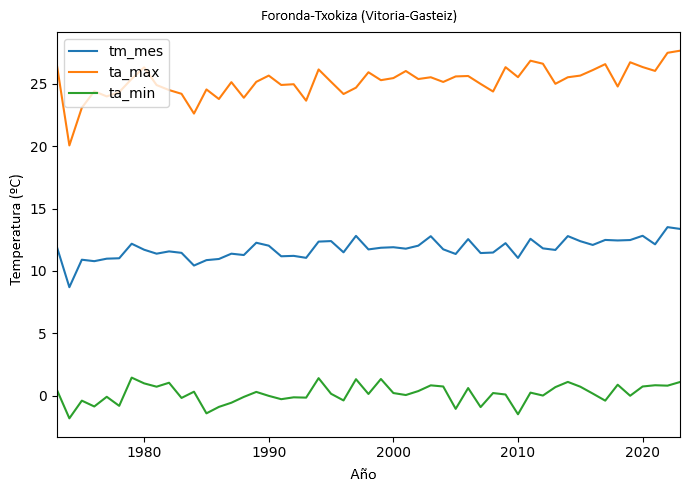 Foronda-Txokiza (Vitoria-Gasteiz)
tm_mes
ta_max
ta_min
25
20
15
10
5
0
Temperatura (ºC)
1980 1990 2000 2010 2020
Año